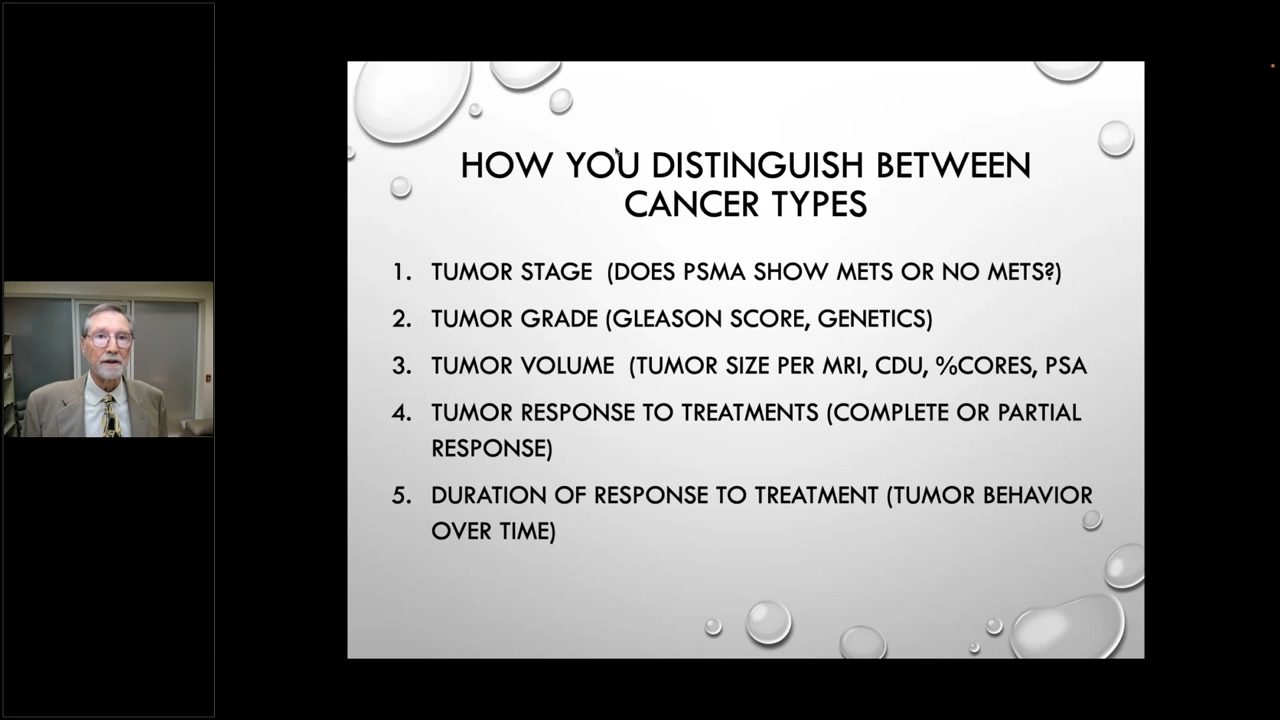 HOW YOU DISTINGUISH BETWEEN
CANCER TYPES
1. TUMOR STAGE (DOES PSMA SHOW METS OR NO METS?)
2. TUMOR GRADE (GLEASON SCORE, GENETICS)
3. TUMOR VOLUME (TUMOR SIZE PER MRI, CDU, %CORES, PSA
4. TUMOR RESPONSE TO TREATMENTS (COMPLETE OR PARTIAL
RESPONSE)
5. DURATION OF RESPONSE TO TREATMENT (TUMOR BEHAVIOR
OVER TIME)